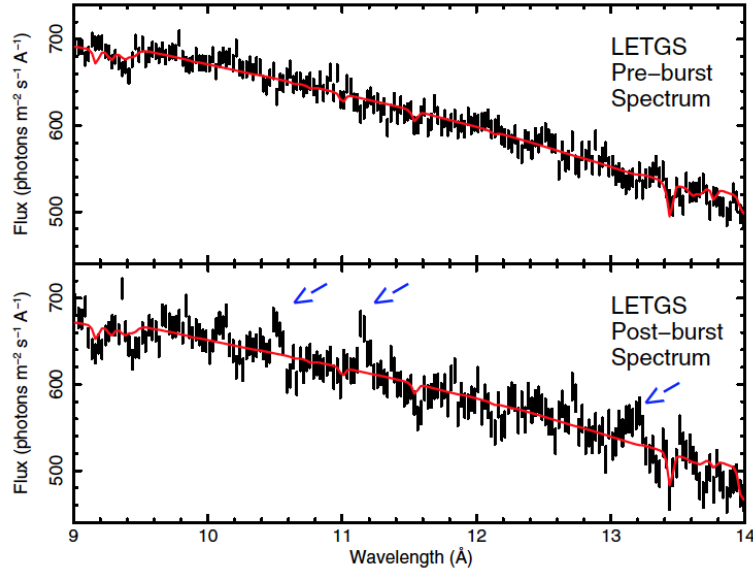 700
600
500
Flux (photons m⁻² s⁻¹ A⁻¹)
LETGS
Pre−burst
Spectrum
700
600
500
400
Flux (photons m⁻² s⁻¹ A⁻¹)
LETGS
Post−burst
Spectrum
9 10 11 12 13 14
Wavelength (Å)